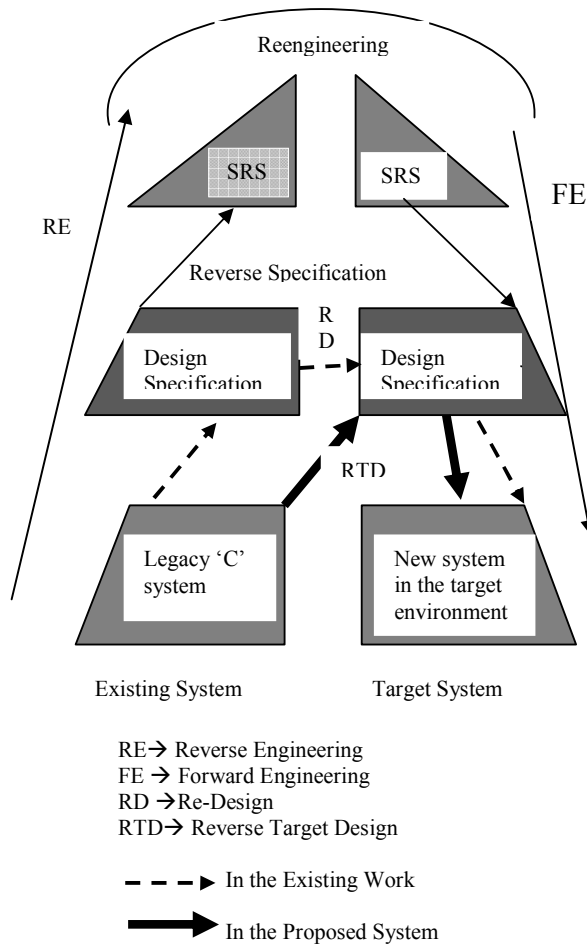 Reengineering
SRS
SRS
RE
FE
Reverse Specification
R
D
Design
Specification
Design
Specification
RTD
Legacy ‘C’
system
New system
in the target
environment
Existing System
Target System
RE→ Reverse Engineering
FE → Forward Engineering
RD →Re-Design
RTD→ Reverse Target Design
In the Existing Work
In the Proposed System